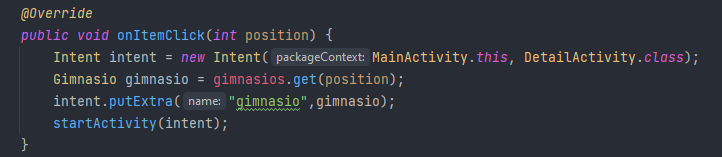 @Override
public void onItemClick(int position) {
Intent intent = new Intent( packageContext: MainActivity.this, DetailActivity.class);
Gimnasio gimnasio = gimnasios.get(position);
intent.putExtra( name: "gimnasio",gimnasio);
startActivity(intent);
}